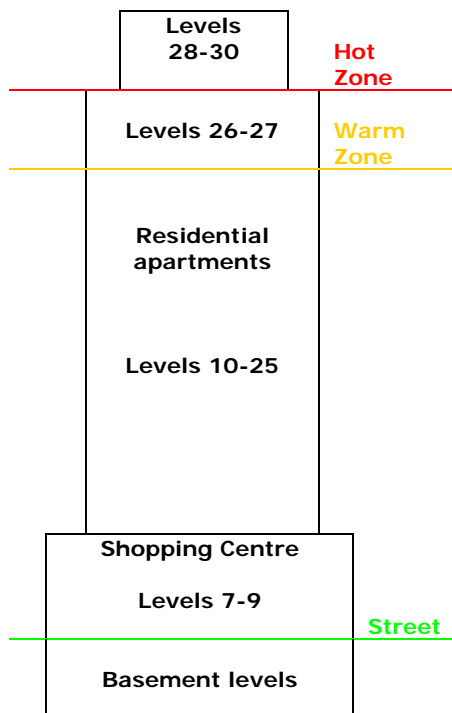 Levels
28-30
Hot
Zone
Levels 26-27
Warm
Zone
Residential
apartments
Levels 10-25
Shopping Centre
Levels 7-9
Street
Basement levels